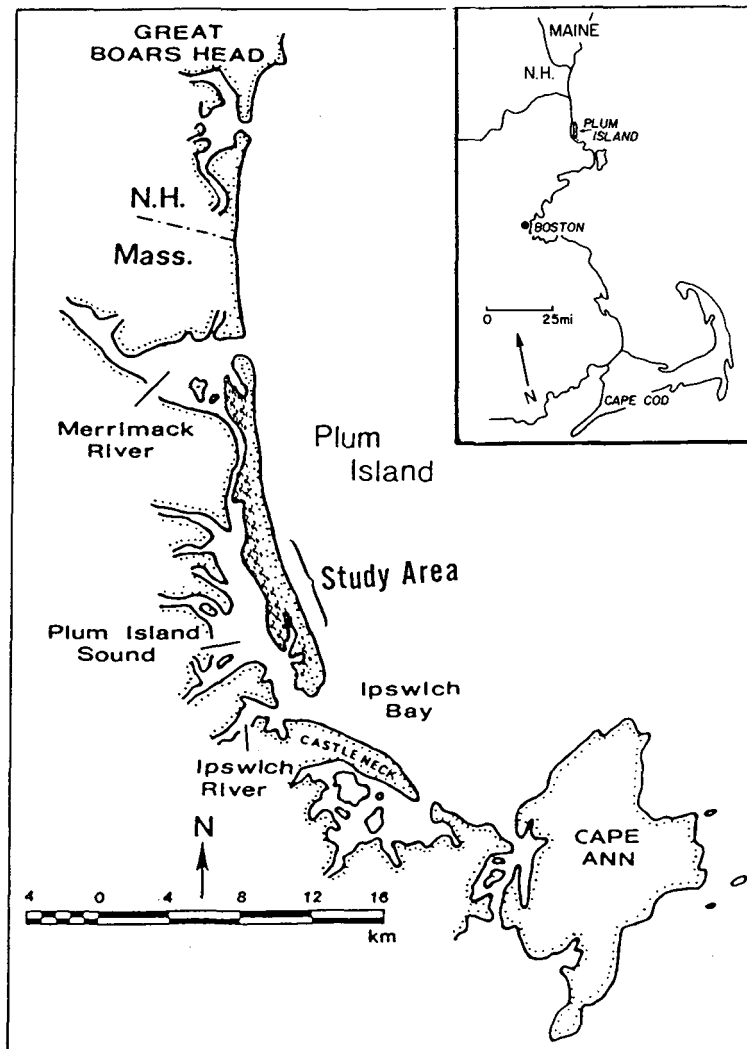 GREAT
BOARS HEAD
N.H.
Mass.
Merrimack
River
Plum
Island
Study Area
Plum Island
Sound
Ipswich
Bay
CASTLE NECK
Ipswich
River
CAPE
ANN
N
4 0 4 8 12 16
km
MAINE
N.H.
PLUM
ISLAND
BOSTON
0 25mi
N
CAPE COD